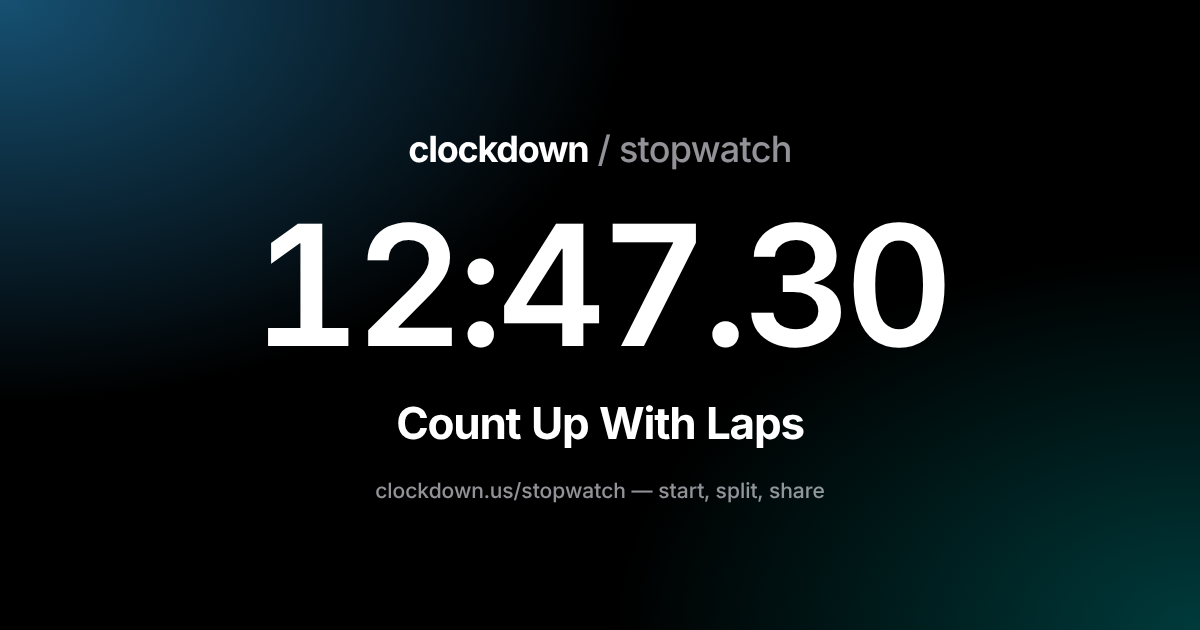 clockdown / stopwatch
12:47.30
Count Up With Laps
clockdown.us/stopwatch — start, split, share